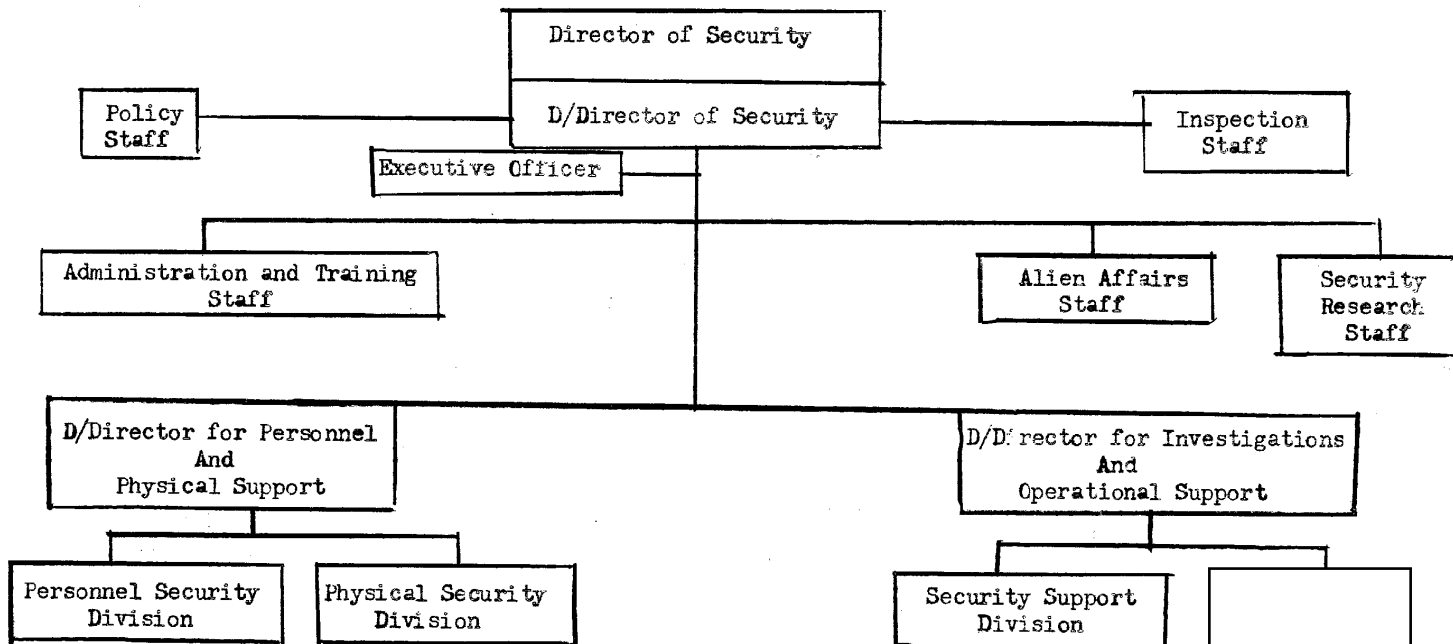 Director of Security
D/Director of Security
Policy
Staff
Inspection
Staff
Executive Officer
Administration and Training
Staff
Alien Affairs
Staff
Security
Research
Staff
D/Director for Personnel
And
Physical Support
D/Director for Investigations
And
Operational Support
Personnel Security
Division
Physical Security
Division
Security Support
Division